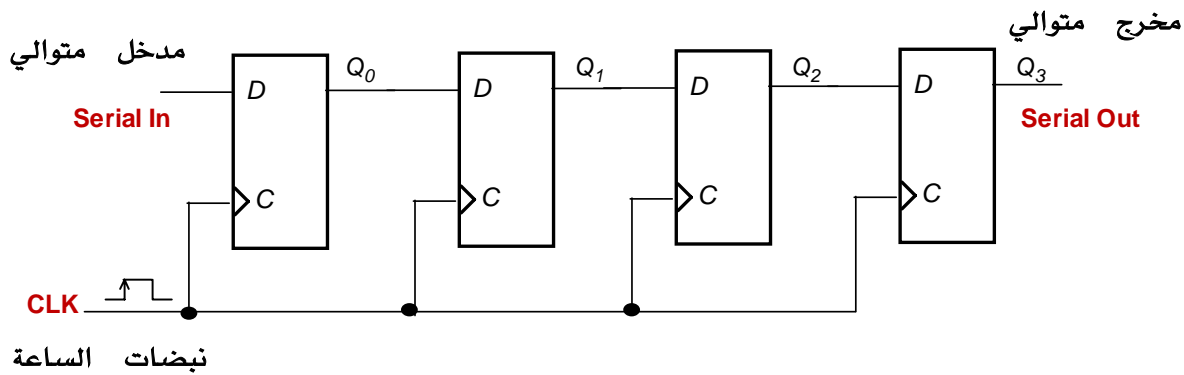 مخرج متوالي
مدخل متوالي
Q0 Q1 Q2 Q3
D D D D
Serial In
Serial Out
C C C C
CLK
نبضات الساعة